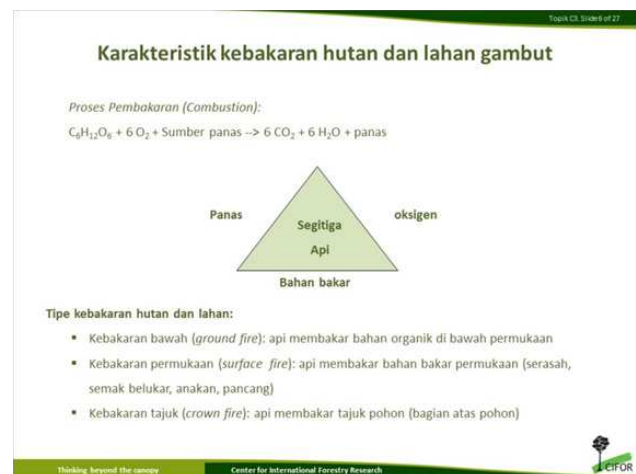 Topik C3. Slide 6 of 27
Karakteristik kebakaran hutan dan lahan gambut
Proses Pembakaran (Combustion):
C₆H₁₂O₆ + 6 O₂ + Sumber panas --> 6 CO₂ + 6 H₂O + panas
Panas
oksigen
Segitiga
Api
Bahan bakar
Tipe kebakaran hutan dan lahan:
▪ Kebakaran bawah (ground fire): api membakar bahan organik di bawah permukaan
▪ Kebakaran permukaan (surface fire): api membakar bahan bakar permukaan (serasah,
semak belukar, anakan, pancang)
▪ Kebakaran tajuk (crown fire): api membakar tajuk pohon (bagian atas pohon)
Thinking beyond the canopy
Center for International Forestry Research
CIFOR